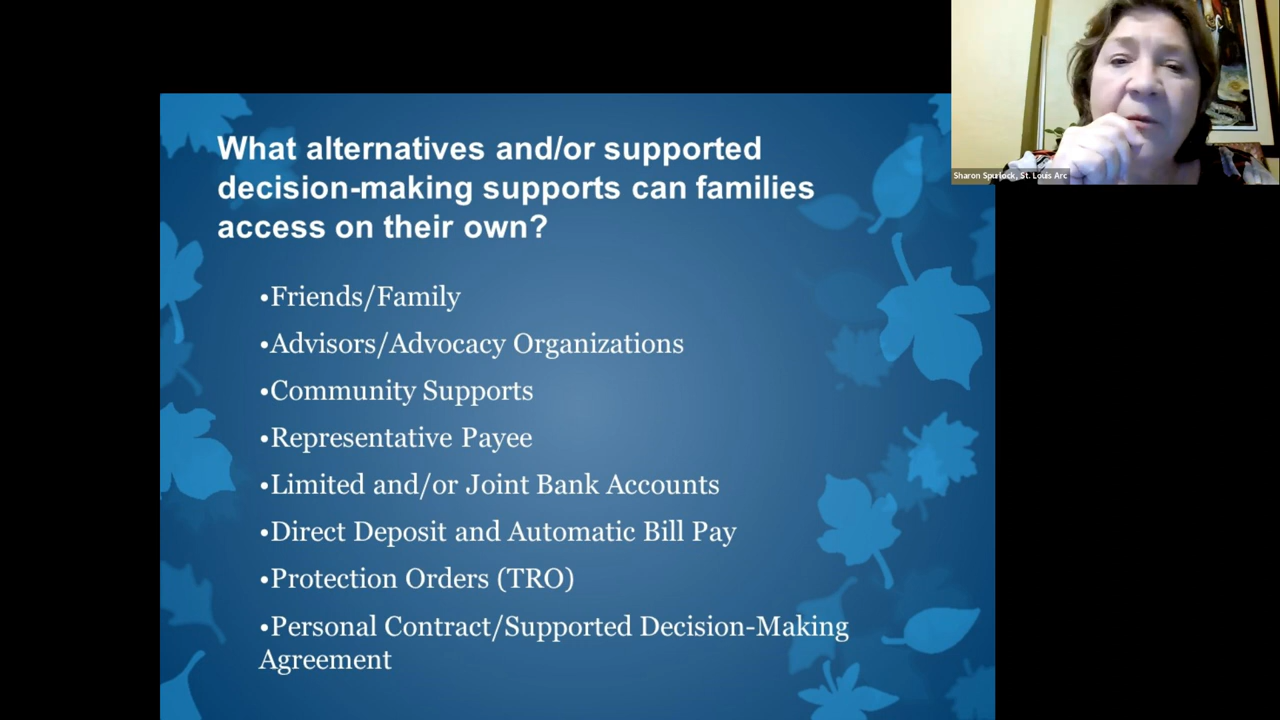 What alternatives and/or supported
decision-making supports can families
access on their own?
•Friends/Family
•Advisors/Advocacy Organizations
•Community Supports
•Representative Payee
•Limited and/or Joint Bank Accounts
•Direct Deposit and Automatic Bill Pay
•Protection Orders (TRO)
•Personal Contract/Supported Decision-Making
Agreement
Sharon Spurlock, St. Louis Arc